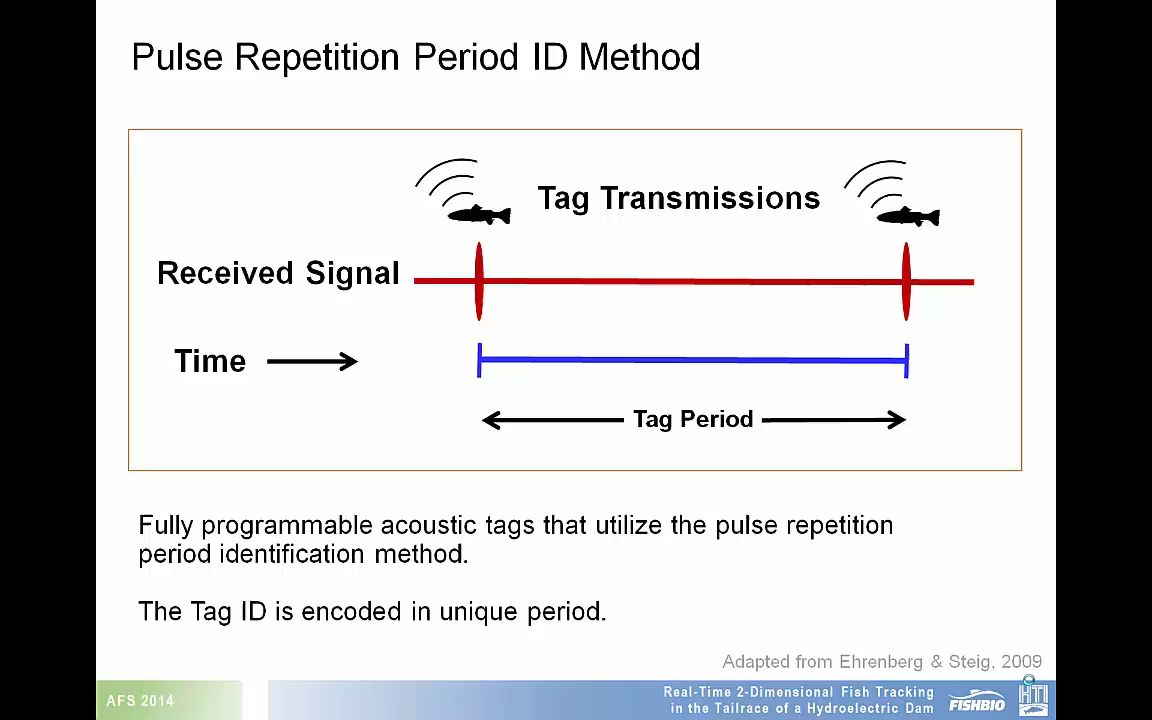 Pulse Repetition Period ID Method
Tag Transmissions
Received Signal
Time
Tag Period
Fully programmable acoustic tags that utilize the pulse repetition
period identification method.
The Tag ID is encoded in unique period.
Adapted from Ehrenberg & Steig, 2009
AFS 2014
Real-Time 2-Dimensional Fish Tracking
in the Tailrace of a Hydroelectric Dam
FISHBIO
HTI